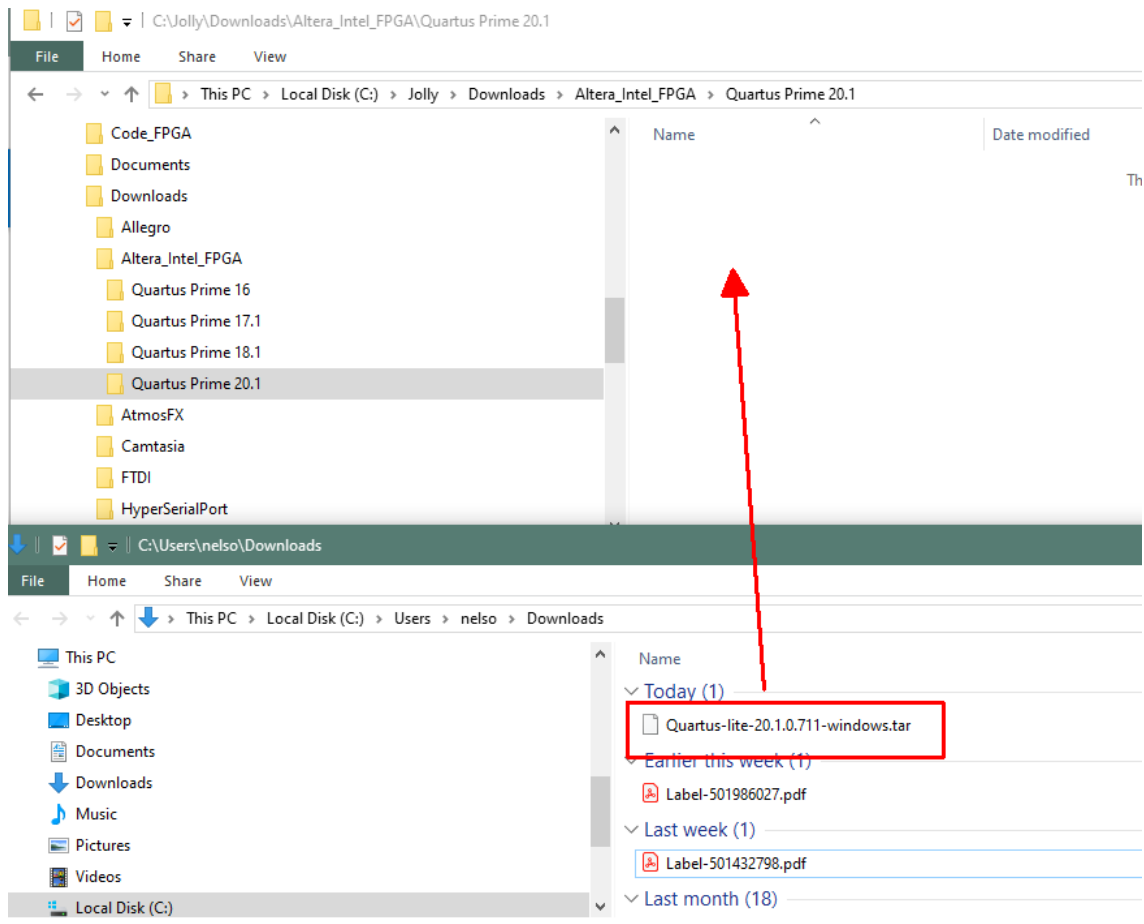 C:\Jolly\Downloads\Altera_Intel_FPGA\Quartus Prime 20.1
File Home Share View
This PC > Local Disk (C:) > Jolly > Downloads > Altera_Intel_FPGA > Quartus Prime 20.1
Code_FPGA
Documents
Downloads
Allegro
Altera_Intel_FPGA
Quartus Prime 16
Quartus Prime 17.1
Quartus Prime 18.1
Quartus Prime 20.1
AtmosFX
Camtasia
FTDI
HyperSerialPort
Name Date modified
Th
C:\Users\nelso\Downloads
File Home Share View
This PC > Local Disk (C:) > Users > nelso > Downloads
This PC
3D Objects
Desktop
Documents
Downloads
Music
Pictures
Videos
Local Disk (C:)
Name
Today (1)
Quartus-lite-20.1.0.711-windows.tar
Earlier this week (1)
Label-501986027.pdf
Last week (1)
Label-501432798.pdf
Last month (18)